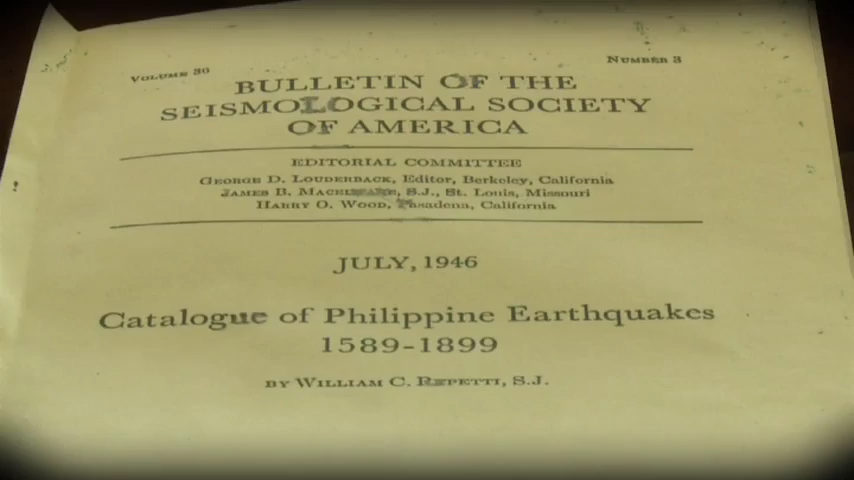 VOLUME 30
NUMBER 3
BULLETIN OF THE
SEISMOLOGICAL SOCIETY
OF AMERICA
EDITORIAL COMMITTEE
GEORGE D. LOUDERBACK, Editor, Berkeley, California
JAMES B. S.J., St. Louis, Missouri
HARRY O. WOOD, Pasadena, California
JULY, 1946
Catalogue of Philippine Earthquakes
1589-1899
BY WILLIAM C. REPETTI, S.J.